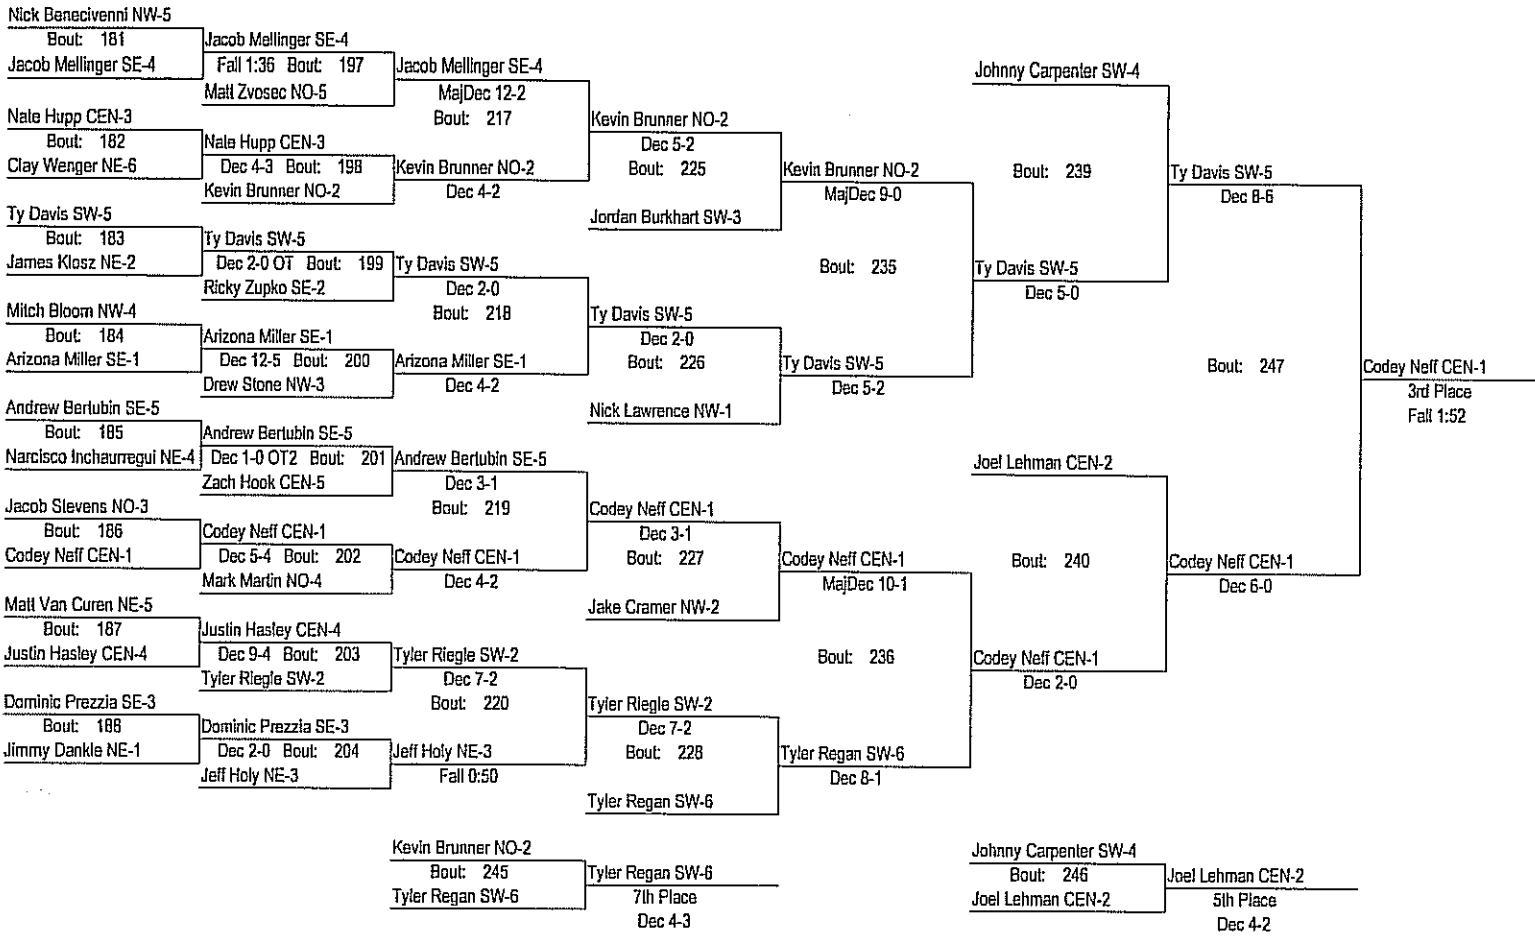 Nick Benecivenni NW-5
Bout: 181
Jacob Mellinger SE-4
Nate Hupp CEN-3
Bout: 182
Clay Wenger NE-6
Ty Davis SW-5
Bout: 183
James Klosz NE-2
Mitch Bloom NW-4
Bout: 184
Arizona Miller SE-1
Andrew Bertubin SE-5
Bout: 185
Narcisco Inchaurregui NE-4
Jacob Stevens NO-3
Bout: 186
Codey Neff CEN-1
Matt Van Curen NE-5
Bout: 187
Justin Hasley CEN-4
Dominic Prezzia SE-3
Bout: 188
Jimmy Dankle NE-1
Jacob Mellinger SE-4
Fall 1:36 Bout: 197
Matt Zvosec NO-5
Nate Hupp CEN-3
Dec 4-3 Bout: 198
Kevin Brunner NO-2
Ty Davis SW-5
Dec 2-0 OT Bout: 199
Ricky Zupko SE-2
Arizona Miller SE-1
Dec 12-5 Bout: 200
Drew Stone NW-3
Andrew Bertubin SE-5
Dec 1-0 OT2 Bout: 201
Zach Hook CEN-5
Codey Neff CEN-1
Dec 5-4 Bout: 202
Mark Martin NO-4
Justin Hasley CEN-4
Dec 9-4 Bout: 203
Tyler Riegle SW-2
Dominic Prezzia SE-3
Dec 2-0 Bout: 204
Jeff Holy NE-3
Jacob Mellinger SE-4
MajDec 12-2
Bout: 217
Kevin Brunner NO-2
Dec 4-2
Ty Davis SW-5
Dec 2-0
Bout: 218
Arizona Miller SE-1
Dec 4-2
Andrew Bertubin SE-5
Dec 3-1
Bout: 219
Codey Neff CEN-1
Dec 4-2
Tyler Riegle SW-2
Dec 7-2
Bout: 220
Jeff Holy NE-3
Fall 0:50
Kevin Brunner NO-2
Dec 5-2
Bout: 225
Jordan Burkhart SW-3
Ty Davis SW-5
Dec 2-0
Bout: 226
Nick Lawrence NW-1
Codey Neff CEN-1
Dec 3-1
Bout: 227
Jake Cramer NW-2
Tyler Riegle SW-2
Dec 7-2
Bout: 228
Tyler Regan SW-6
Kevin Brunner NO-2
MajDec 9-0
Bout: 235
Ty Davis SW-5
Dec 5-2
Codey Neff CEN-1
MajDec 10-1
Bout: 236
Tyler Regan SW-6
Dec 8-1
Johnny Carpenter SW-4
Bout: 239
Ty Davis SW-5
Dec 5-0
Joel Lehman CEN-2
Bout: 240
Codey Neff CEN-1
Dec 2-0
Ty Davis SW-5
Dec 8-6
Bout: 247
Codey Neff CEN-1
Dec 6-0
Codey Neff CEN-1
3rd Place
Fall 1:52
Kevin Brunner NO-2
Bout: 245
Tyler Regan SW-6
Tyler Regan SW-6
7th Place
Dec 4-3
Johnny Carpenter SW-4
Bout: 246
Joel Lehman CEN-2
Joel Lehman CEN-2
5th Place
Dec 4-2